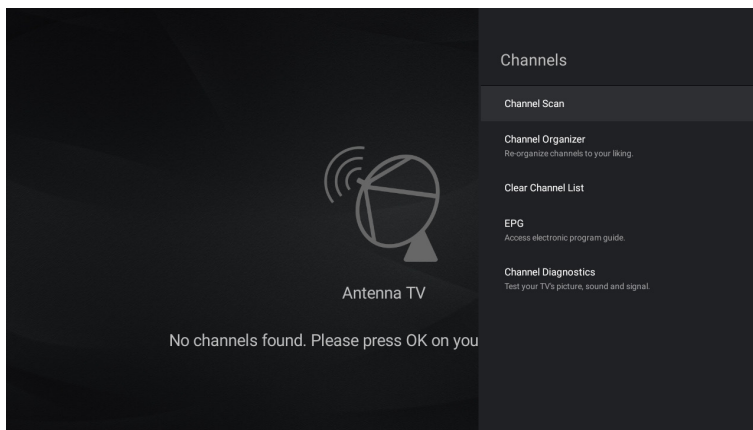 Channels
Channel Scan
Channel Organizer
Re-organize channels to your liking.
Clear Channel List
EPG
Access electronic program guide.
Channel Diagnostics
Test your TV's picture, sound and signal.
Antenna TV
No channels found. Please press OK on you